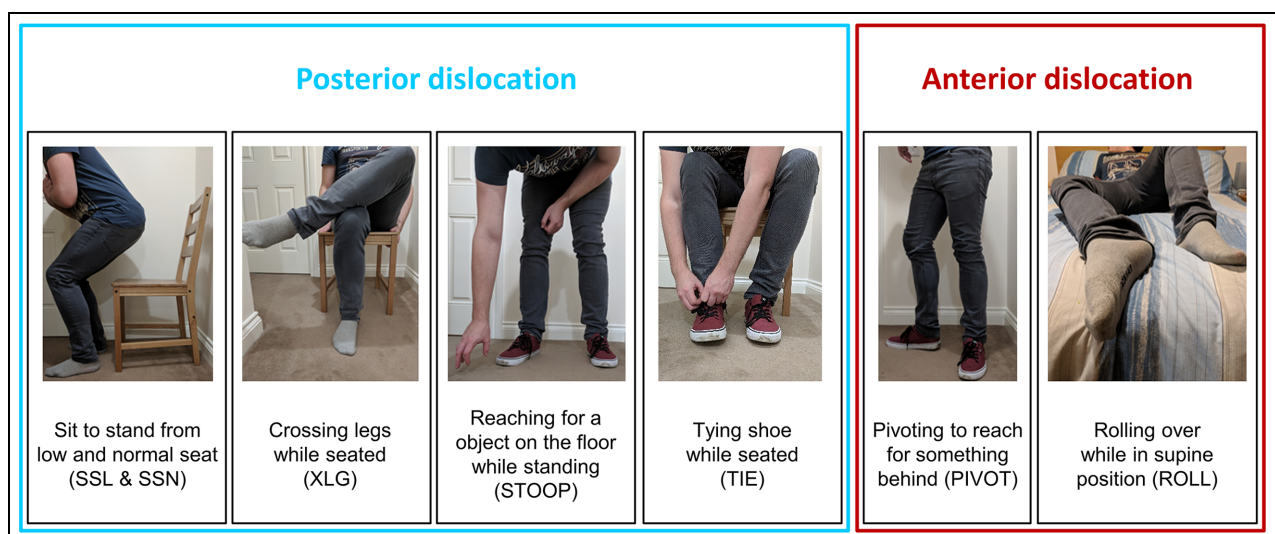 Posterior dislocation
Anterior dislocation
Sit to stand from
low and normal seat
(SSL & SSN)
Crossing legs
while seated
(XLG)
Reaching for a
object on the floor
while standing
(STOOP)
Tying shoe
while seated
(TIE)
Pivoting to reach
for something
behind (PIVOT)
Rolling over
while in supine
position (ROLL)